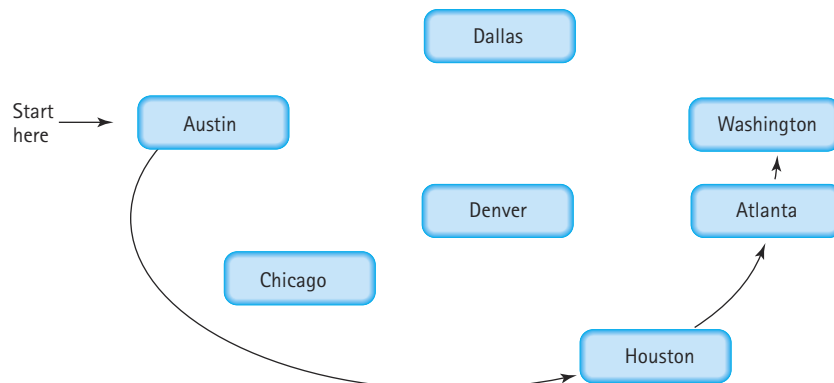 Dallas
Start
here
Austin
Washington
Denver
Atlanta
Chicago
Houston